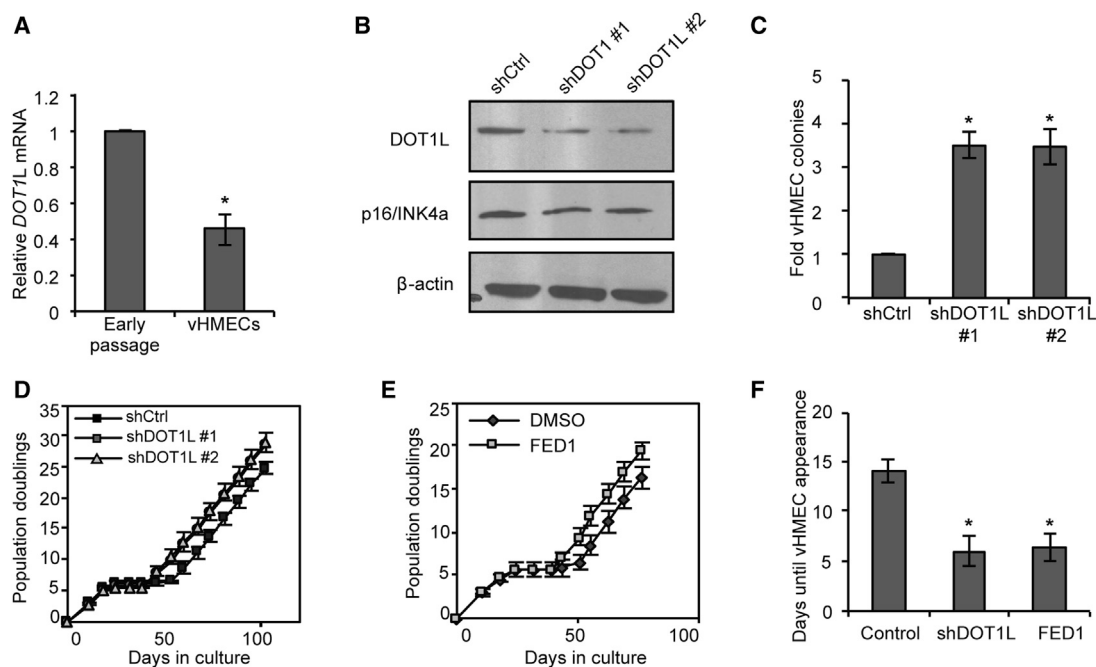 A
Relative DOT1L mRNA
1.2
1
0.8
0.6
0.4
0.2
0
*
Early
passage
vHMECs
B
shCtrl
shDOT1 #1
shDOT1L #2
DOT1L
p16/INK4a
β-actin
C
Fold vHMEC colonies
5
4
3
2
1
0
*
*
shCtrl
shDOT1L
#1
shDOT1L
#2
D
Population doublings
35
30
25
20
15
10
5
0
shCtrl
shDOT1L #1
shDOT1L #2
0
50
100
Days in culture
E
Population doublings
25
20
15
10
5
0
DMSO
FED1
0
50
100
Days in culture
F
Days until vHMEC appearance
20
15
10
5
0
*
*
Control
shDOT1L
FED1